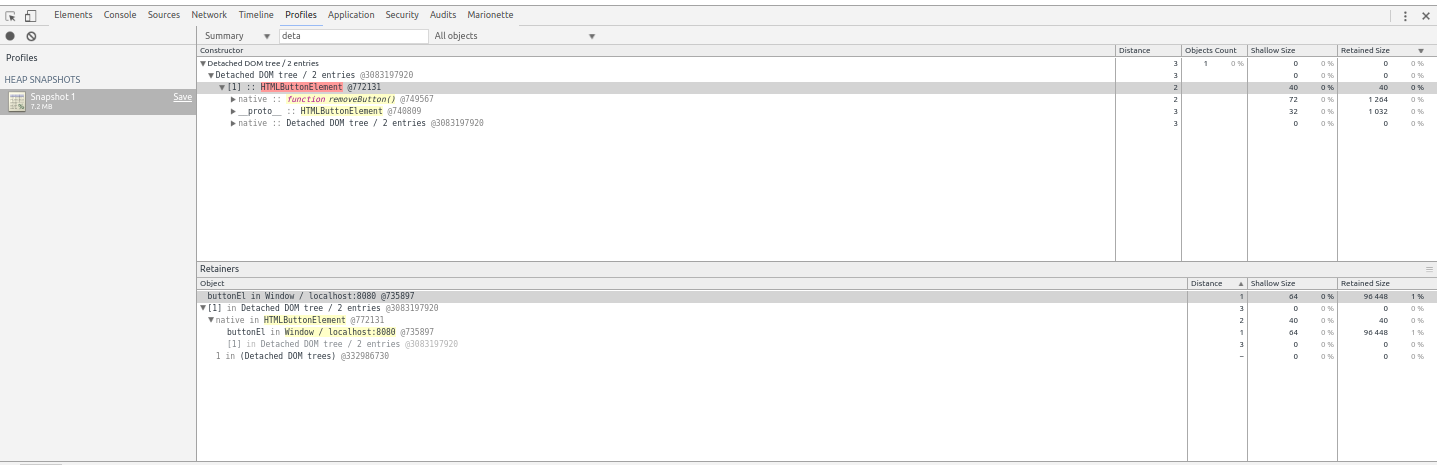 Elements Console Sources Network Timeline Profiles Application Security Audits Marionette
Summary deta All objects
Profiles
HEAP SNAPSHOTS
Snapshot 1 Save
7.2 MB
Constructor Distance Objects Count Shallow Size Retained Size
Detached DOM tree / 2 entries 3 1 0 % 0 0 % 0 0 %
Detached DOM tree / 2 entries @3083197920 3 0 0 % 0 0 %
[1] :: HTMLButtonElement @772131 2 40 0 % 40 0 %
native :: function removeButton() @749567 2 72 0 % 1 264 0 %
__proto__ :: HTMLButtonElement @740809 3 32 0 % 1 032 0 %
native :: Detached DOM tree / 2 entries @3083197920 3 0 0 % 0 0 %
Retainers
Object Distance Shallow Size Retained Size
buttonEl in Window / localhost:8080 @735897 1 64 0 % 96 448 1 %
[1] in Detached DOM tree / 2 entries @3083197920 3 0 0 % 0 0 %
native in HTMLButtonElement @772131 2 40 0 % 40 0 %
buttonEl in Window / localhost:8080 @735897 1 64 0 % 96 448 1 %
[1] in Detached DOM tree / 2 entries @3083197920 3 0 0 % 0 0 %
1 in (Detached DOM trees) @332986730 − 0 0 % 0 0 %